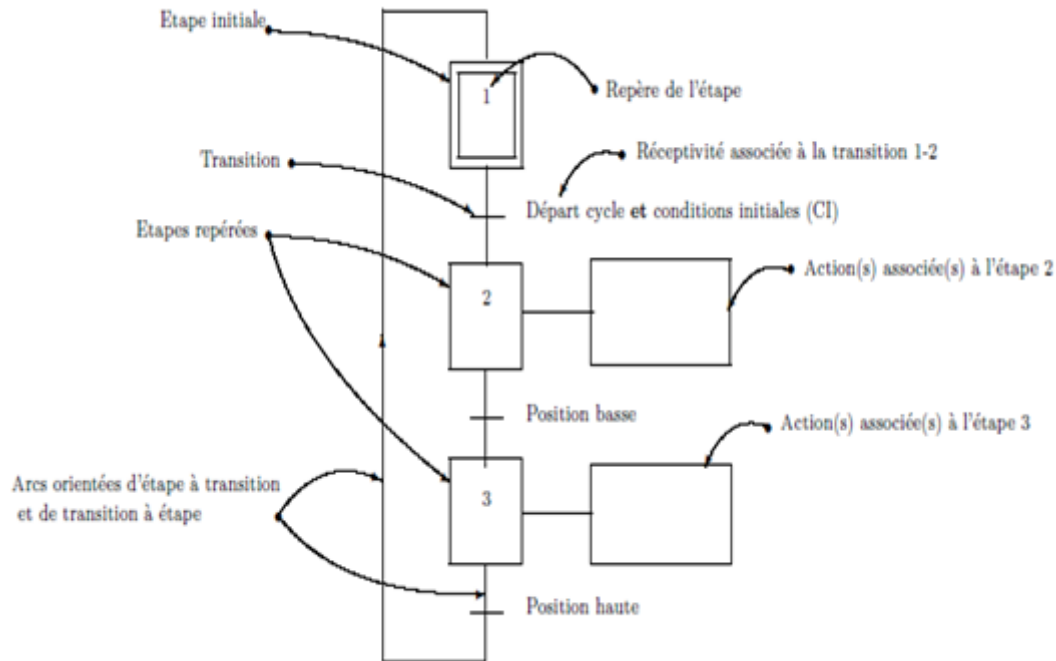 Etape initiale
1
Repère de l'étape
Transition
Réceptivité associée à la transition 1-2
Départ cycle et conditions initiales (CI)
Etapes repérées
2
Action(s) associée(s) à l'étape 2
Position basse
Action(s) associée(s) à l'étape 3
Arcs orientées d'étape à transition
et de transition à étape
3
Position haute